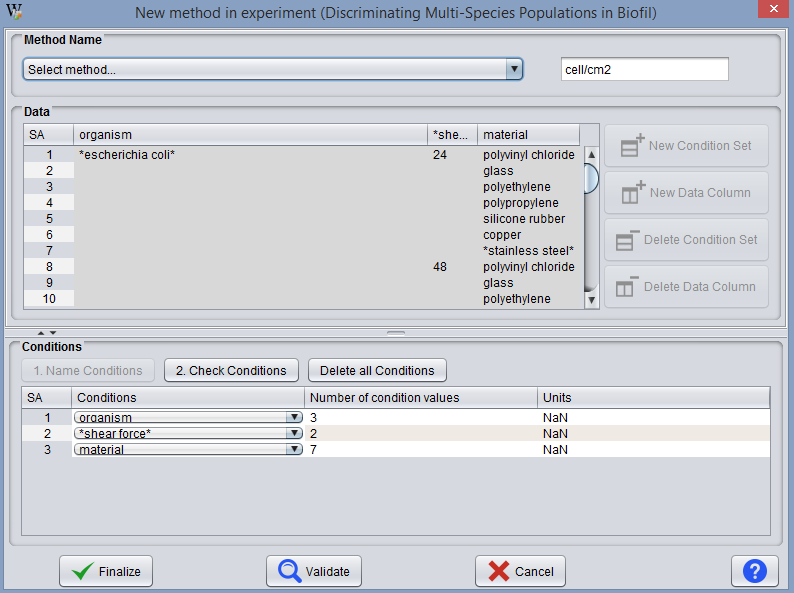 New method in experiment (Discriminating Multi-Species Populations in Biofil)
Method Name
Select method...
cell/cm2
Data
SA organism *she... material
1 *escherichia coli* 24 polyvinyl chloride
2 glass
3 polyethylene
4 polypropylene
5 silicone rubber
6 copper
7 *stainless steel*
8 48 polyvinyl chloride
9 glass
10 polyethylene
New Condition Set
New Data Column
Delete Condition Set
Delete Data Column
Conditions
1. Name Conditions 2. Check Conditions Delete all Conditions
SA Conditions Number of condition values Units
1 organism 3 NaN
2 *shear force* 2 NaN
3 material 7 NaN
Finalize Validate Cancel ?